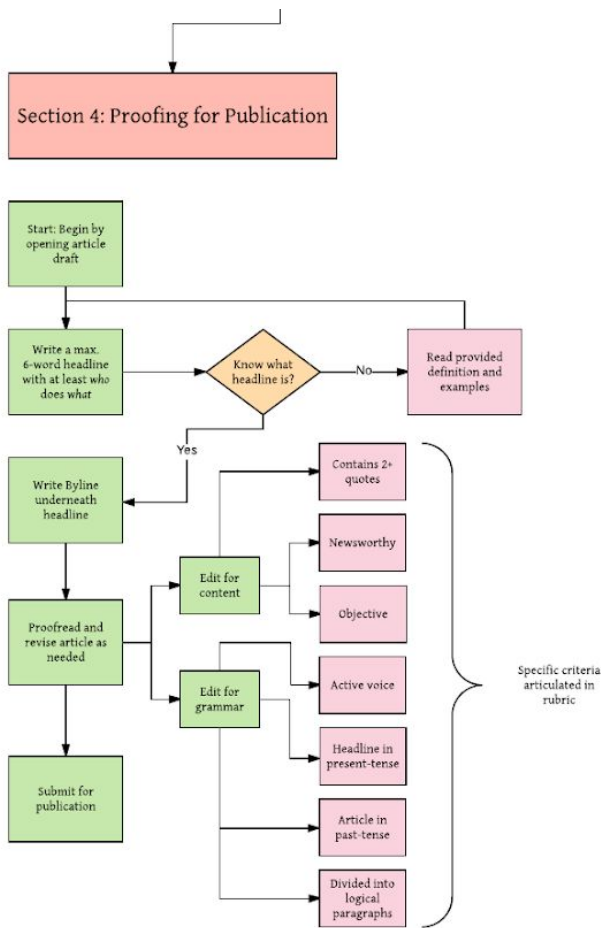 Section 4: Proofing for Publication
Start: Begin by
opening article
draft
Write a max.
6-word headline
with at least who
does what
Know what
headline is?
No
Read provided
definition and
examples
Yes
Write Byline
underneath
headline
Contains 2+
quotes
Newsworthy
Edit for
content
Objective
Proofread and
revise article as
needed
Edit for
grammar
Active voice
Specific criteria
articulated in
rubric
Headline in
present-tense
Submit for
publication
Article in
past-tense
Divided into
logical
paragraphs